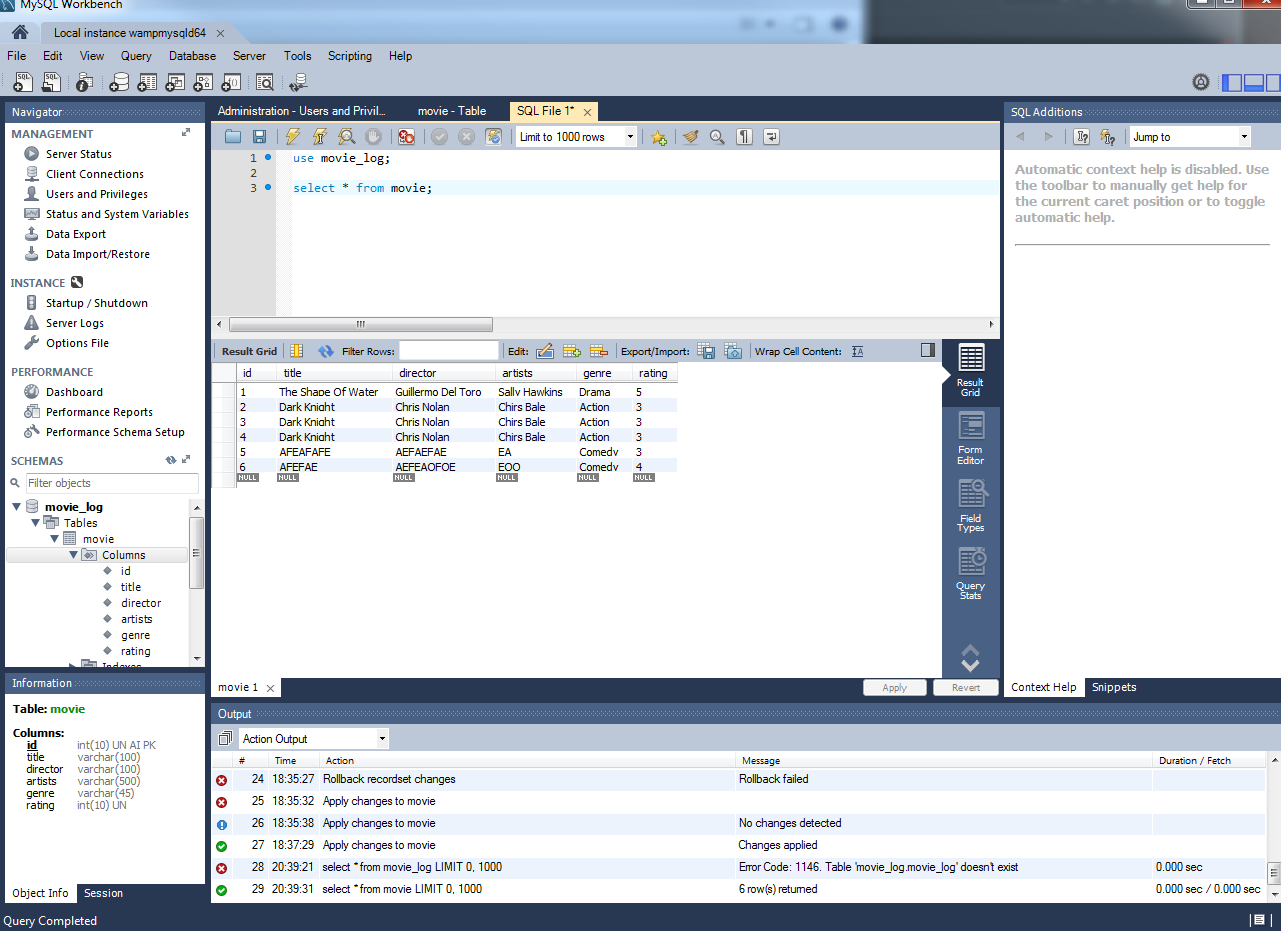 MySQL Workbench
Local instance wampmysqld64
File Edit View Query Database Server Tools Scripting Help
Navigator
MANAGEMENT
Server Status
Client Connections
Users and Privileges
Status and System Variables
Data Export
Data Import/Restore
INSTANCE
Startup / Shutdown
Server Logs
Options File
PERFORMANCE
Dashboard
Performance Reports
Performance Schema Setup
SCHEMAS
Filter objects
movie_log
Tables
movie
Columns
id
title
director
artists
genre
rating
Indexes
Information
Table: movie
Columns:
id int(10) UN AI PK
title varchar(100)
director varchar(100)
artists varchar(500)
genre varchar(45)
rating int(10) UN
Object Info Session
Query Completed
Administration - Users and Privil... movie - Table SQL File 1*
Limit to 1000 rows
1 use movie_log;
2
3 select * from movie;
Result Grid Filter Rows: Edit: Export/Import: Wrap Cell Content:
id title director artists genre rating
1 The Shape Of Water Guillermo Del Toro Sally Hawkins Drama 5
2 Dark Knight Chris Nolan Chirs Bale Action 3
3 Dark Knight Chris Nolan Chirs Bale Action 3
4 Dark Knight Chris Nolan Chirs Bale Action 3
5 AFEAFAFE AEFAEFAE EA Comedy 3
6 AFEFAE AEFEAOFOE EOO Comedy 4
NULL NULL NULL NULL NULL NULL
Result
Grid
Form
Editor
Field
Types
Query
Stats
movie 1 Apply Revert
SQL Additions
Jump to
Automatic context help is disabled. Use
the toolbar to manually get help for
the current caret position or to toggle
automatic help.
Context Help Snippets
Output
Action Output
# Time Action Message Duration / Fetch
24 18:35:27 Rollback recordset changes Rollback failed
25 18:35:32 Apply changes to movie
26 18:35:38 Apply changes to movie No changes detected
27 18:37:29 Apply changes to movie Changes applied
28 20:39:21 select * from movie_log LIMIT 0, 1000 Error Code: 1146. Table 'movie_log.movie_log' doesn't exist 0.000 sec
29 20:39:31 select * from movie LIMIT 0, 1000 6 row(s) returned 0.000 sec / 0.000 sec